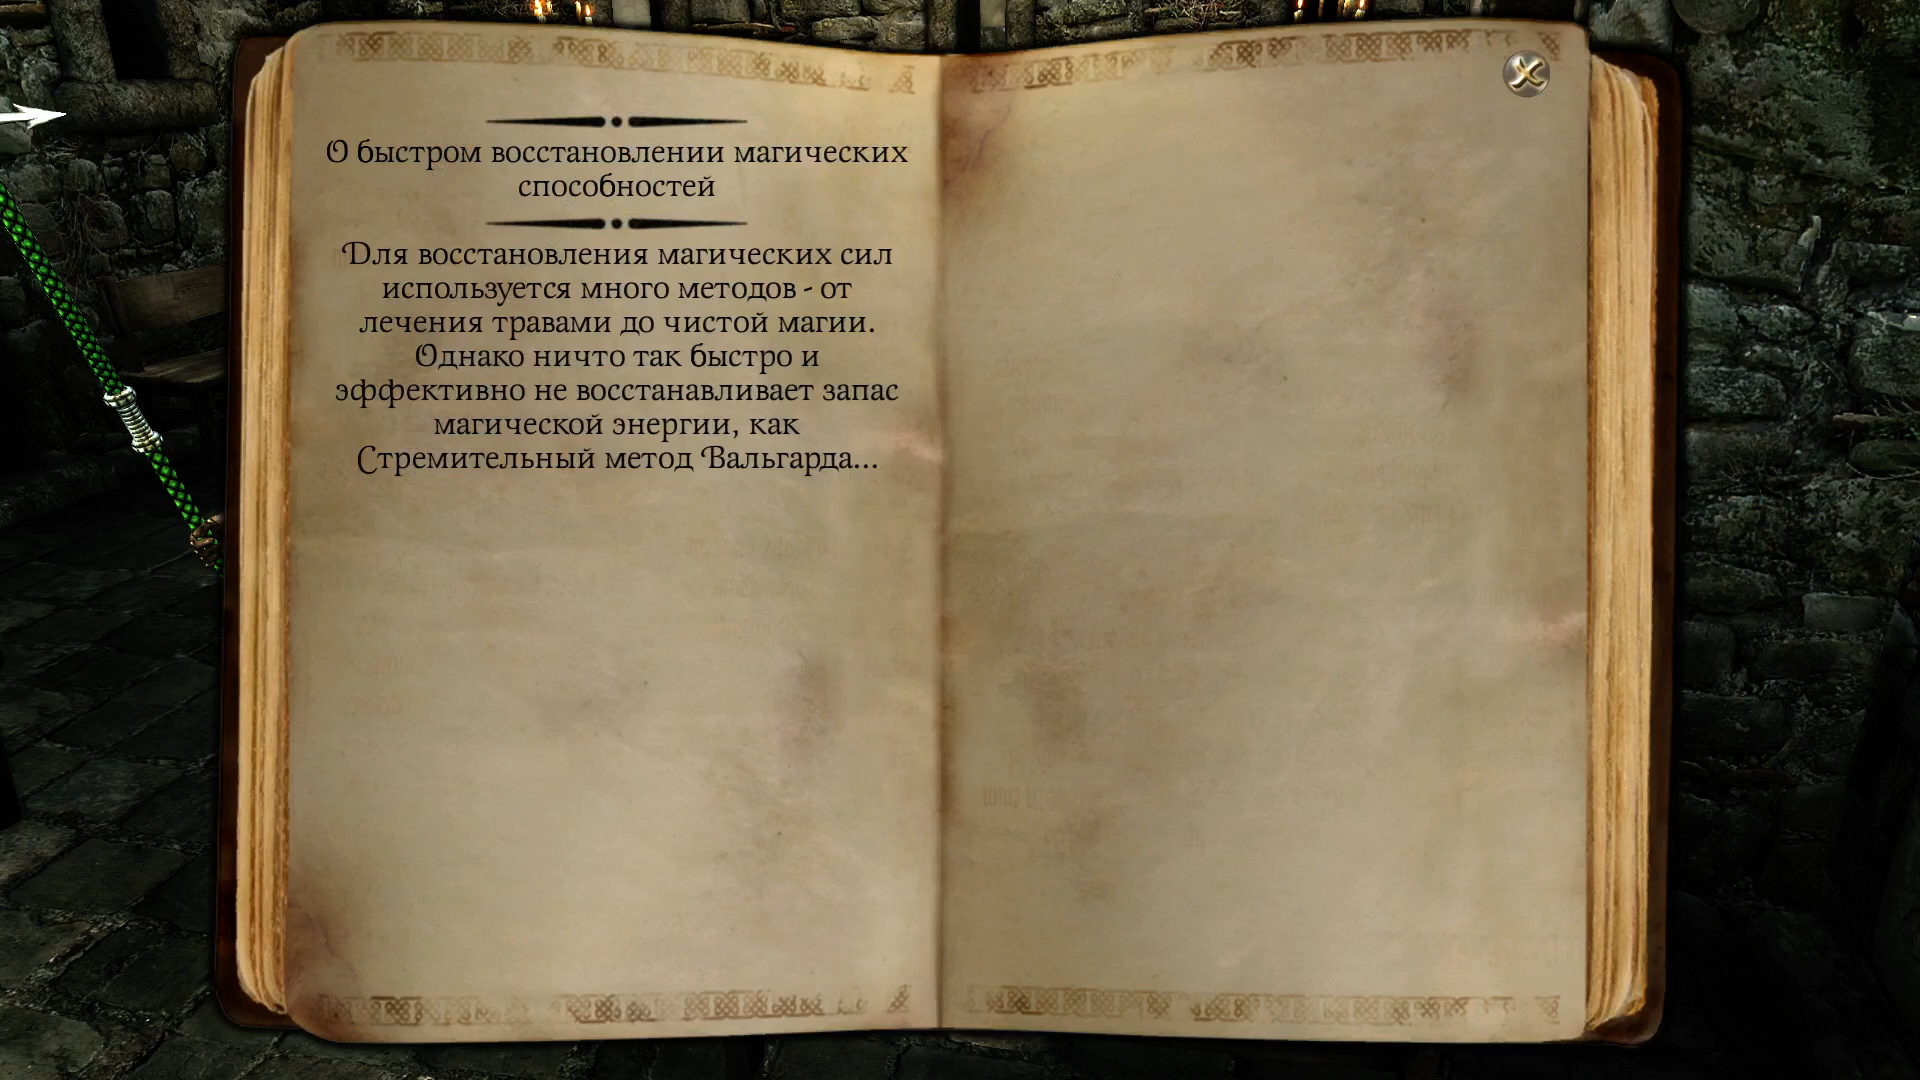 О быстром восстановлении магических
способностей
Для восстановления магических сил
используется много методов - от
лечения травами до чистой магии.
Однако ничто так быстро и
эффективно не восстанавливает запас
магической энергии, как
Стремительный метод Вальгарда...